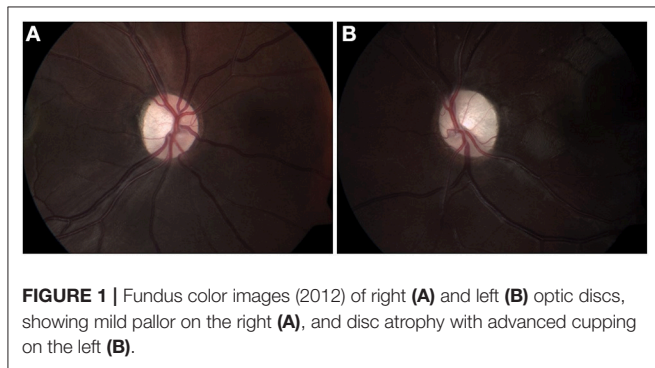 A
B
FIGURE 1 | Fundus color images (2012) of right (A) and left (B) optic discs,
showing mild pallor on the right (A), and disc atrophy with advanced cupping
on the left (B).